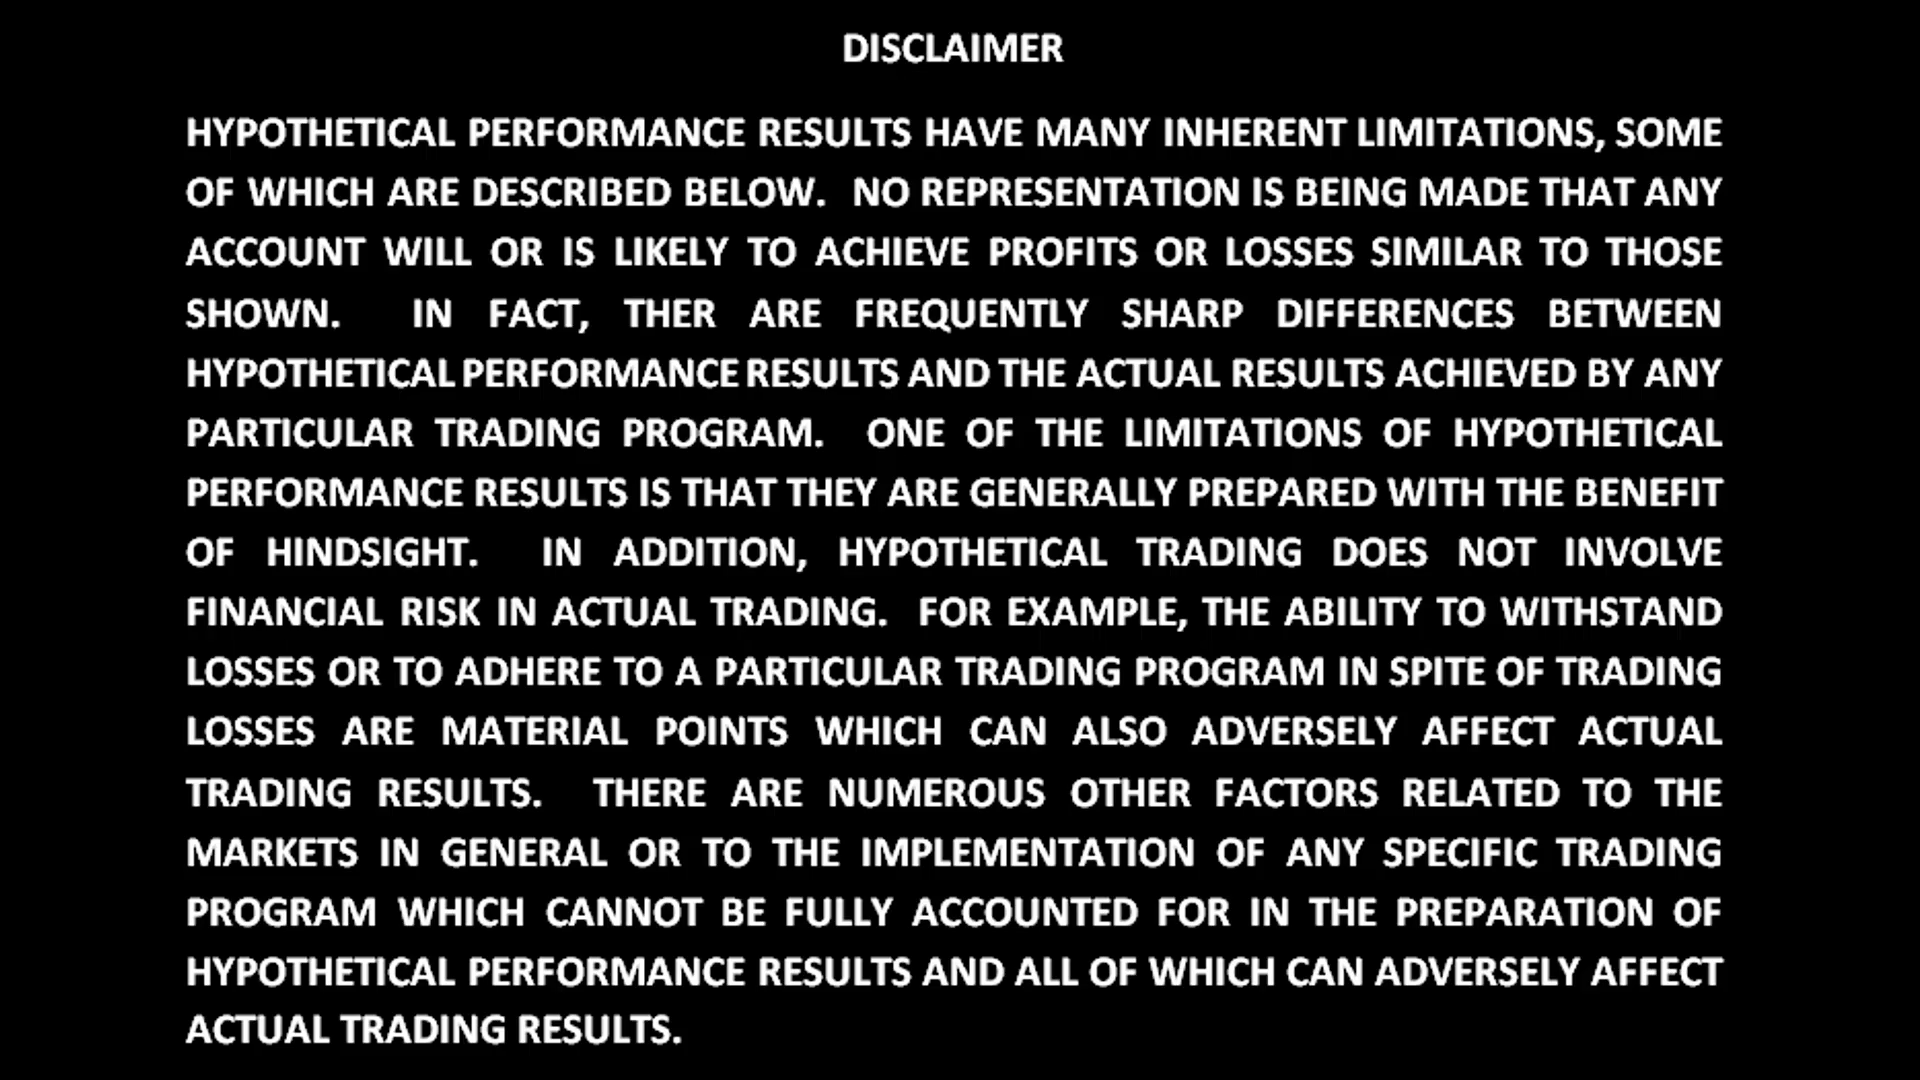 DISCLAIMER
HYPOTHETICAL PERFORMANCE RESULTS HAVE MANY INHERENT LIMITATIONS, SOME
OF WHICH ARE DESCRIBED BELOW. NO REPRESENTATION IS BEING MADE THAT ANY
ACCOUNT WILL OR IS LIKELY TO ACHIEVE PROFITS OR LOSSES SIMILAR TO THOSE
SHOWN. IN FACT, THER ARE FREQUENTLY SHARP DIFFERENCES BETWEEN
HYPOTHETICAL PERFORMANCE RESULTS AND THE ACTUAL RESULTS ACHIEVED BY ANY
PARTICULAR TRADING PROGRAM. ONE OF THE LIMITATIONS OF HYPOTHETICAL
PERFORMANCE RESULTS IS THAT THEY ARE GENERALLY PREPARED WITH THE BENEFIT
OF HINDSIGHT. IN ADDITION, HYPOTHETICAL TRADING DOES NOT INVOLVE
FINANCIAL RISK IN ACTUAL TRADING. FOR EXAMPLE, THE ABILITY TO WITHSTAND
LOSSES OR TO ADHERE TO A PARTICULAR TRADING PROGRAM IN SPITE OF TRADING
LOSSES ARE MATERIAL POINTS WHICH CAN ALSO ADVERSELY AFFECT ACTUAL
TRADING RESULTS. THERE ARE NUMEROUS OTHER FACTORS RELATED TO THE
MARKETS IN GENERAL OR TO THE IMPLEMENTATION OF ANY SPECIFIC TRADING
PROGRAM WHICH CANNOT BE FULLY ACCOUNTED FOR IN THE PREPARATION OF
HYPOTHETICAL PERFORMANCE RESULTS AND ALL OF WHICH CAN ADVERSELY AFFECT
ACTUAL TRADING RESULTS.